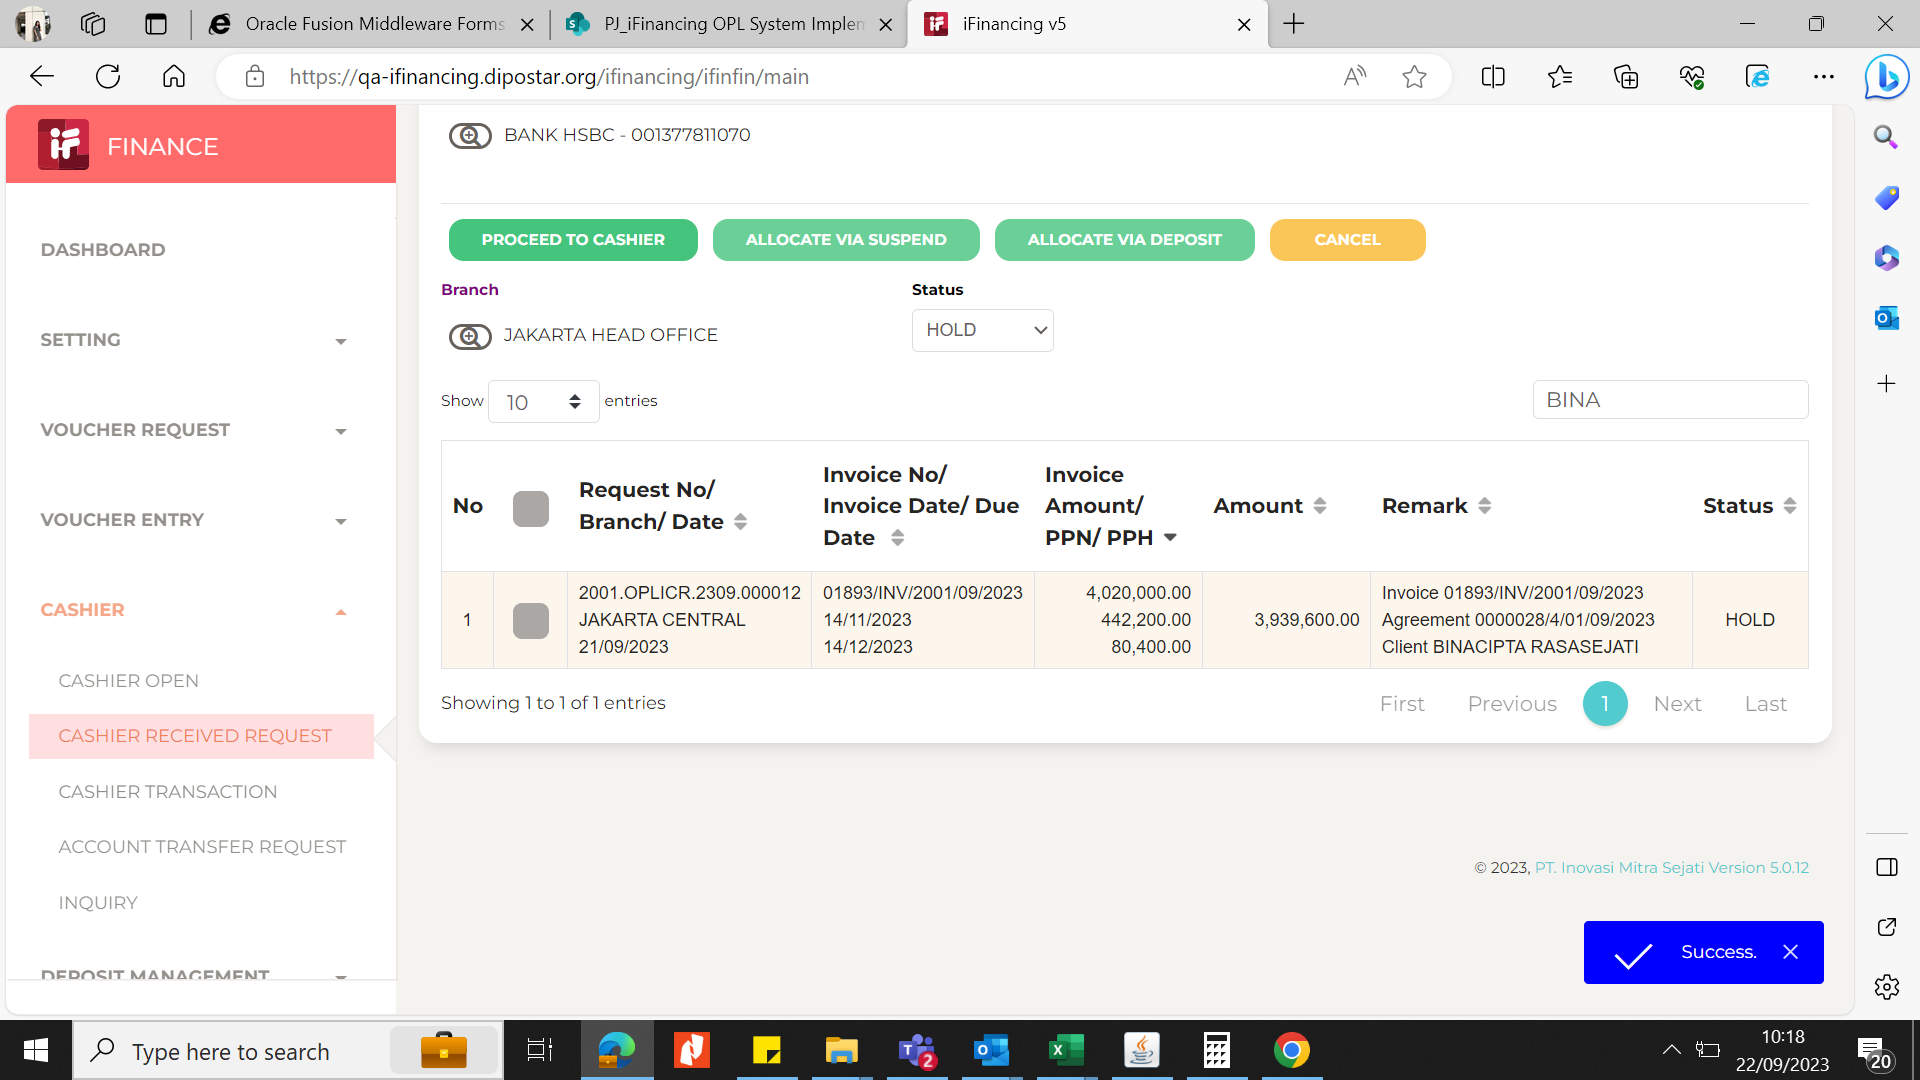 Oracle Fusion Middleware Forms
PJ_iFinancing OPL System Implem
iFinancing v5
https://qa-ifinancing.dipostar.org/ifinancing/ifinfin/main
iF FINANCE
DASHBOARD
SETTING
VOUCHER REQUEST
VOUCHER ENTRY
CASHIER
CASHIER OPEN
CASHIER RECEIVED REQUEST
CASHIER TRANSACTION
ACCOUNT TRANSFER REQUEST
INQUIRY
DEPOSIT MANAGEMENT
BANK HSBC - 001377811070
PROCEED TO CASHIER
ALLOCATE VIA SUSPEND
ALLOCATE VIA DEPOSIT
CANCEL
Branch
Status
JAKARTA HEAD OFFICE
HOLD
Show 10 entries
BINA
No
Request No/
Branch/ Date
Invoice No/
Invoice Date/ Due
Date
Invoice
Amount/
PPN/ PPH
Amount
Remark
Status
1
2001.OPLICR.2309.000012
JAKARTA CENTRAL
21/09/2023
01893/INV/2001/09/2023
14/11/2023
14/12/2023
4,020,000.00
442,200.00
80,400.00
3,939,600.00
Invoice 01893/INV/2001/09/2023
Agreement 0000028/4/01/09/2023
Client BINACIPTA RASASEJATI
HOLD
Showing 1 to 1 of 1 entries
First Previous 1 Next Last
© 2023, PT. Inovasi Mitra Sejati Version 5.0.12
Success.
Type here to search
2
10:18
22/09/2023
20